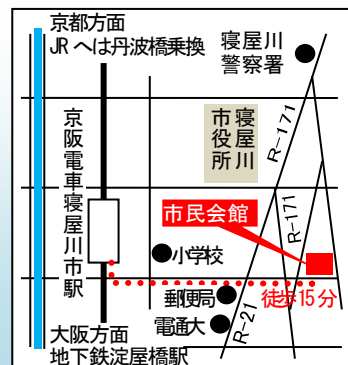 京都方面
JRへは丹波橋乗換
寝屋川
警察署
寝屋川
市役所
R-171
R-171
京阪電車寝屋川市駅
市民会館
小学校
徒歩15分
郵便局
電通大
R-21
大阪方面
地下鉄淀屋橋駅